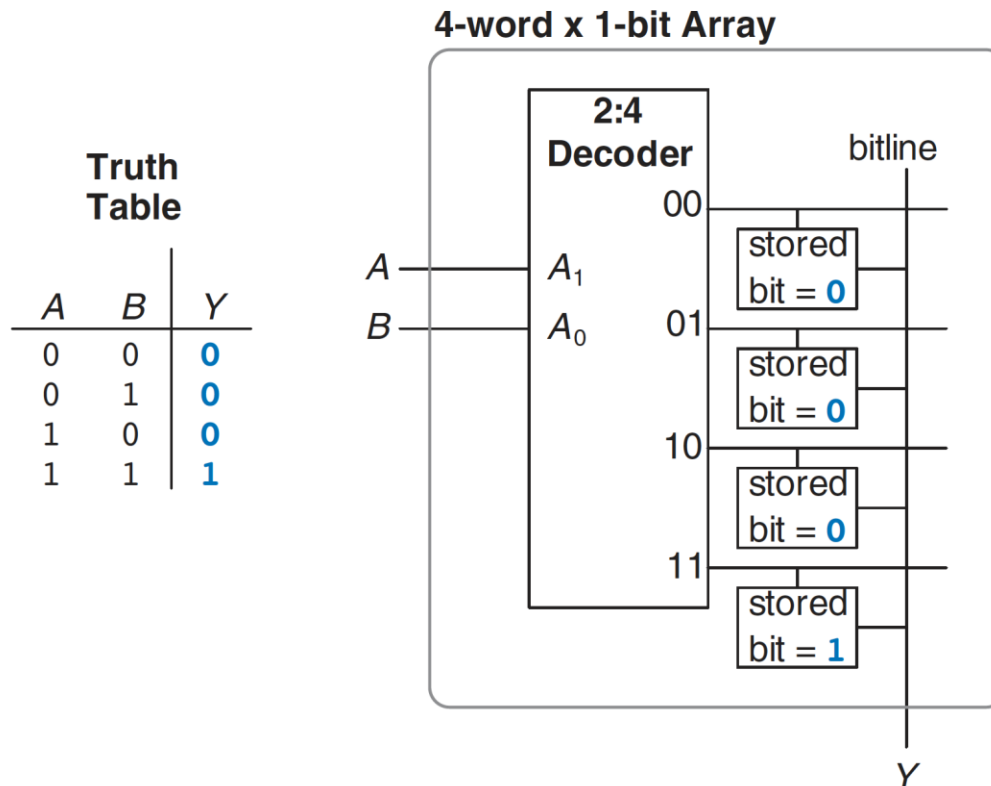 4-word x 1-bit Array
2:4
Decoder
bitline
Truth
Table
00
stored
bit = 0
A
A1
01
B
A0
stored
bit = 0
A B Y
0 0 0
0 1 0
1 0 0
1 1 1
10
stored
bit = 0
11
stored
bit = 1
Y